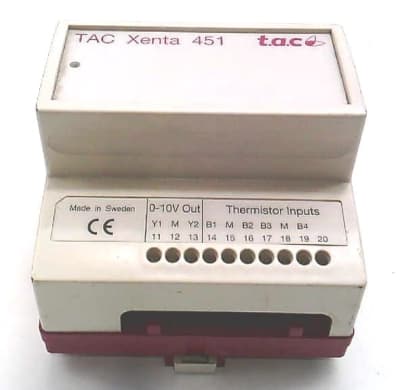 TAC Xenta 451 t.a.c
Made in Sweden
CE
0-10V Out Thermistor Inputs
Y1 M Y2 B1 M B2 B3 M B4
11 12 13 14 15 16 17 18 19 20